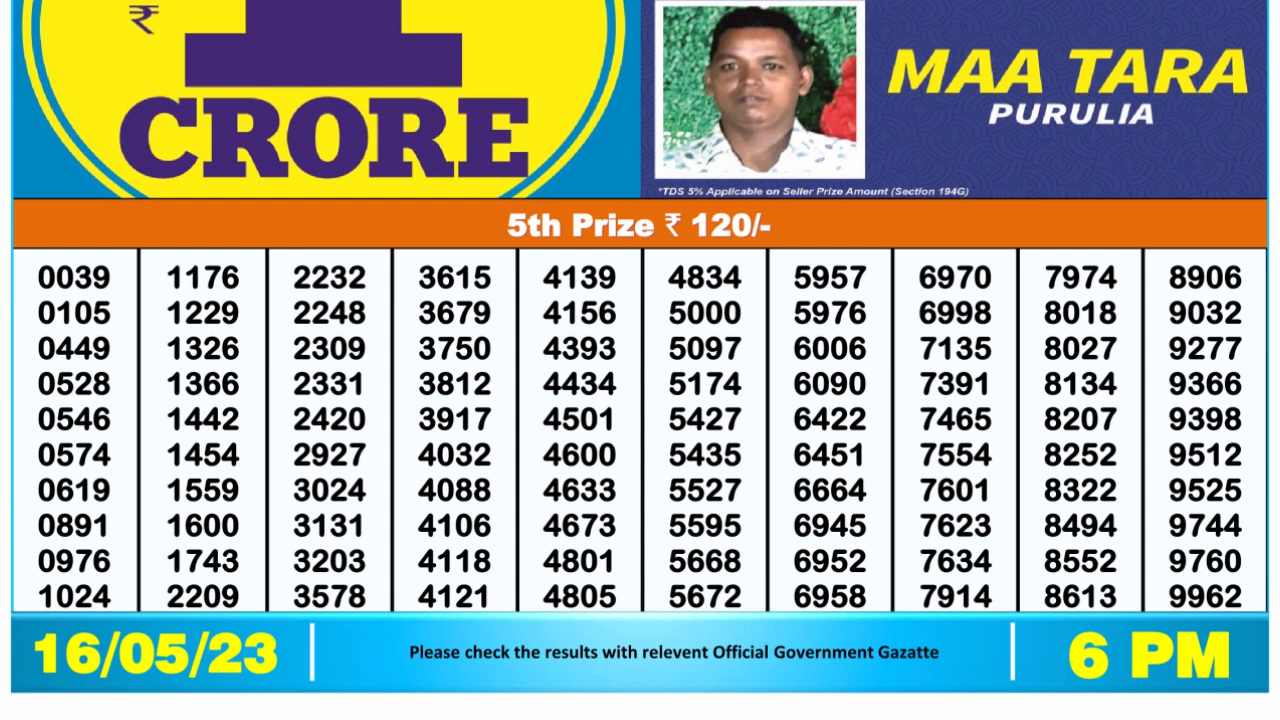 ₹
CRORE
MAA TARA
PURULIA
*TDS 5% Applicable on Seller Prize Amount (Section 194G)
5th Prize ₹ 120/-
0039 1176 2232 3615 4139 4834 5957 6970 7974 8906
0105 1229 2248 3679 4156 5000 5976 6998 8018 9032
0449 1326 2309 3750 4393 5097 6006 7135 8027 9277
0528 1366 2331 3812 4434 5174 6090 7391 8134 9366
0546 1442 2420 3917 4501 5427 6422 7465 8207 9398
0574 1454 2927 4032 4600 5435 6451 7554 8252 9512
0619 1559 3024 4088 4633 5527 6664 7601 8322 9525
0891 1600 3131 4106 4673 5595 6945 7623 8494 9744
0976 1743 3203 4118 4801 5668 6952 7634 8552 9760
1024 2209 3578 4121 4805 5672 6958 7914 8613 9962
16/05/23
Please check the results with relevent Official Government Gazatte
6 PM